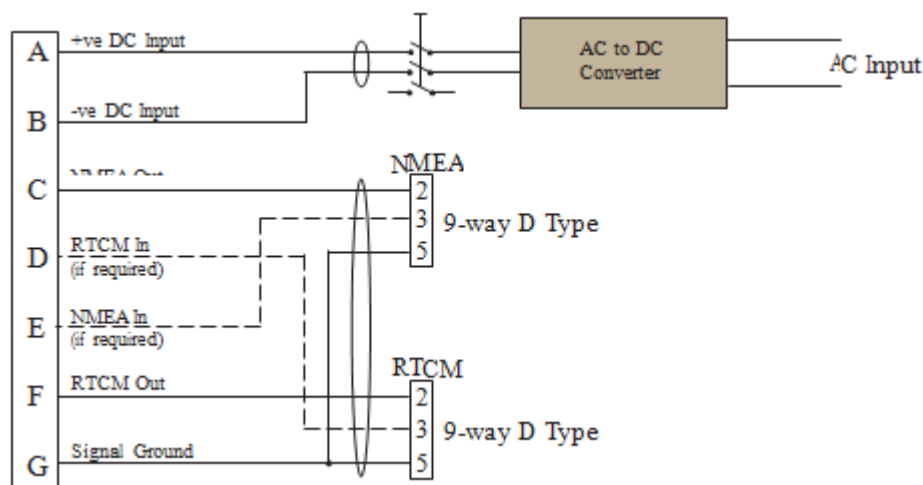 A
+ve DC Input
AC to DC
Converter
AC Input
B
-ve DC Input
C
NMEA Out
NMEA
2
3
5
9-way D Type
D
RTCM In
(if required)
E
NMEA In
(if required)
F
RTCM Out
RTCM
2
3
5
9-way D Type
G
Signal Ground